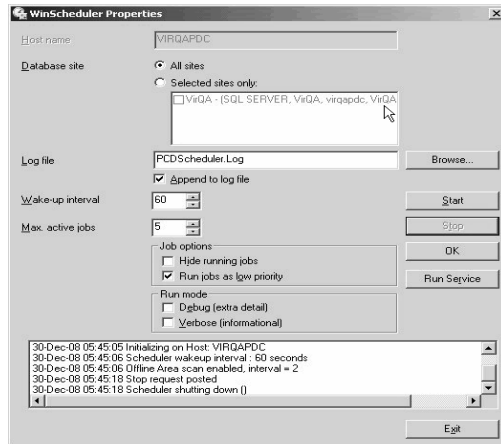 WinScheduler Properties
Host name
VIRQAPDC
Database site
All sites
Selected sites only:
VirQA - (SQL SERVER, VirQA, virqapdc, VirQA
Log file
PCDScheduler.Log
Browse...
Append to log file
Wake-up interval
60
Start
Max. active jobs
5
Stop
Job options
Hide running jobs
Run jobs as low priority
OK
Run Service
Run mode
Debug (extra detail)
Verbose (informational)
30-Dec-08 05:45:05 Initializing on Host: VIRQAPDC
30-Dec-08 05:45:06 Scheduler wakeup interval : 60 seconds
30-Dec-08 05:45:06 Offline Area scan enabled, interval = 2
30-Dec-08 05:45:18 Stop request posted
30-Dec-08 05:45:18 Scheduler shutting down ()
Exit